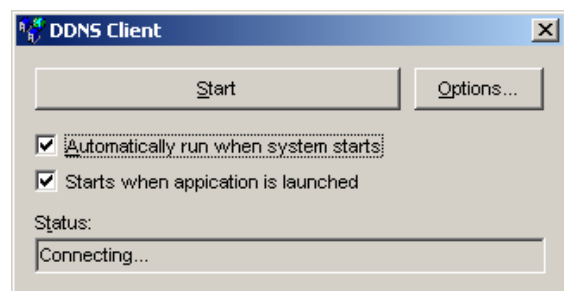 DDNS Client
Start
Options...
Automatically run when system starts
Starts when appication is launched
Status:
Connecting...